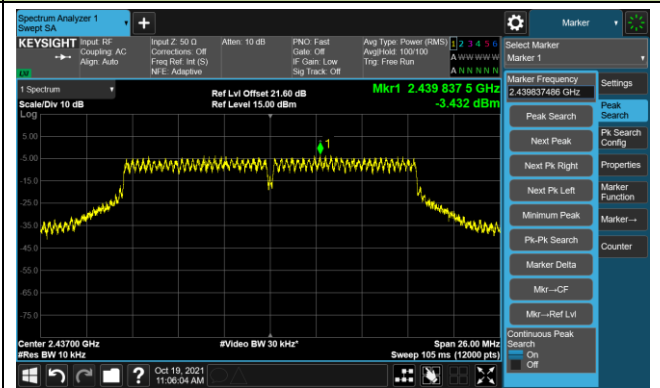 Spectrum Analyzer 1
Swept SA
Marker
KEYSIGHT
Input: RF
Coupling: AC
Align: Auto
Input Z: 50 Ω
Corrections: Off
Freq Ref: Int (S)
NFE: Adaptive
Atten: 10 dB
PNO: Fast
Gate: Off
IF Gain: Low
Sig Track: Off
Avg Type: Power (RMS)
Avg|Hold: 100/100
Trig: Free Run
1 2 3 4 5 6
A W W W W W
A N N N N N
Select Marker
Marker 1
1 Spectrum
Scale/Div 10 dB
Ref Lvl Offset 21.60 dB
Ref Level 15.00 dBm
Mkr1 2.439 837 5 GHz
-3.432 dBm
Log
5.00
-5.00
-15.0
-25.0
-35.0
-45.0
-55.0
-65.0
-75.0
1
Center 2.43700 GHz
#Res BW 10 kHz
#Video BW 30 kHz*
Span 26.00 MHz
Sweep 105 ms (12000 pts)
Marker Frequency
2.439837486 GHz
Peak Search
Next Peak
Next Pk Right
Next Pk Left
Minimum Peak
Pk-Pk Search
Marker Delta
Mkr→CF
Mkr→Ref Lvl
Continuous Peak
Search
On
Off
Settings
Peak
Search
Pk Search
Config
Properties
Marker
Function
Marker→
Counter
Oct 19, 2021
11:06:04 AM